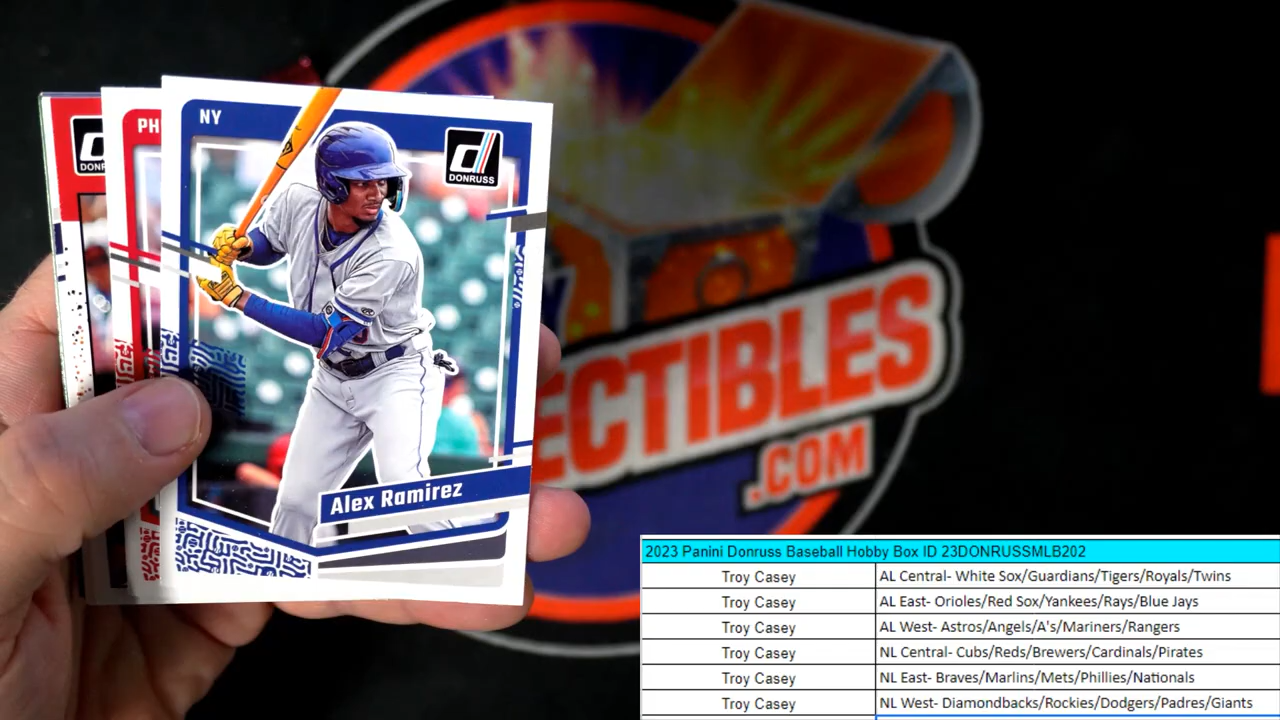 PH
DONR
NY
d
DONRUSS
Alex Ramirez
ECTIBLES
.COM
2023 Panini Donruss Baseball Hobby Box ID 23DONRUSSMLB202
Troy Casey AL Central- White Sox/Guardians/Tigers/Royals/Twins
Troy Casey AL East- Orioles/Red Sox/Yankees/Rays/Blue Jays
Troy Casey AL West- Astros/Angels/A's/Mariners/Rangers
Troy Casey NL Central- Cubs/Reds/Brewers/Cardinals/Pirates
Troy Casey NL East- Braves/Marlins/Mets/Phillies/Nationals
Troy Casey NL West- Diamondbacks/Rockies/Dodgers/Padres/Giants